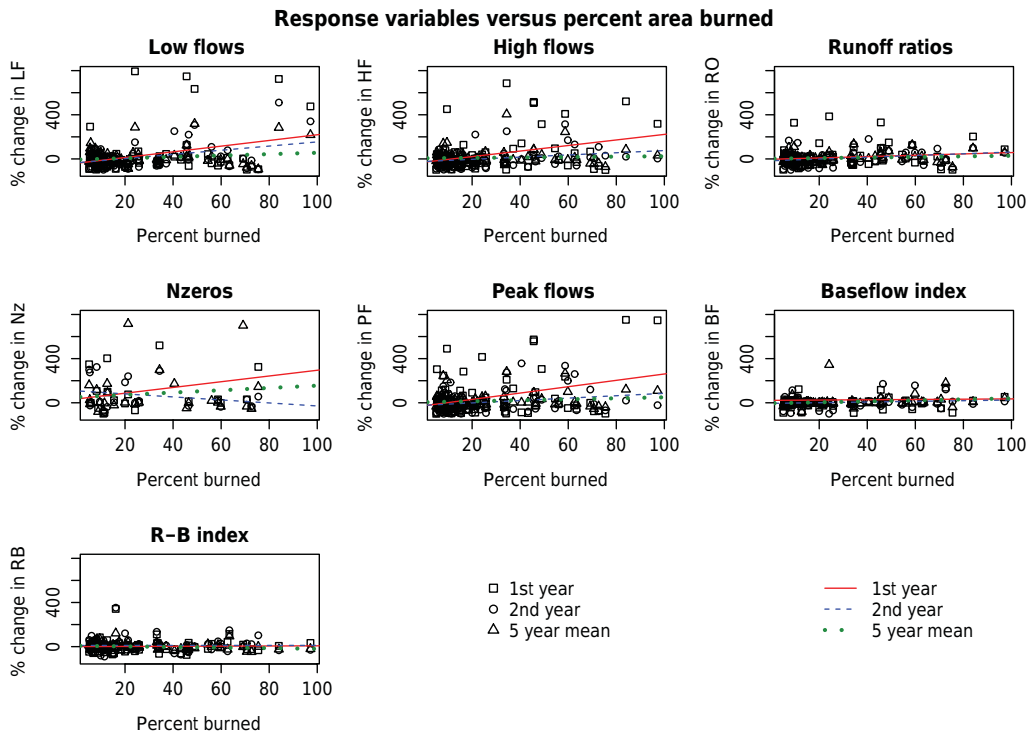 Response variables versus percent area burned
Low flows
% change in LF
0 400
20 40 60 80 100
Percent burned
High flows
% change in HF
0 400
20 40 60 80 100
Percent burned
Runoff ratios
% change in RO
0 400
20 40 60 80 100
Percent burned
Nzeros
% change in Nz
0 400
20 40 60 80 100
Percent burned
Peak flows
% change in PF
0 400
20 40 60 80 100
Percent burned
Baseflow index
% change in BF
0 400
20 40 60 80 100
Percent burned
R−B index
% change in RB
0 400
20 40 60 80 100
Percent burned
1st year
2nd year
5 year mean
1st year
2nd year
5 year mean